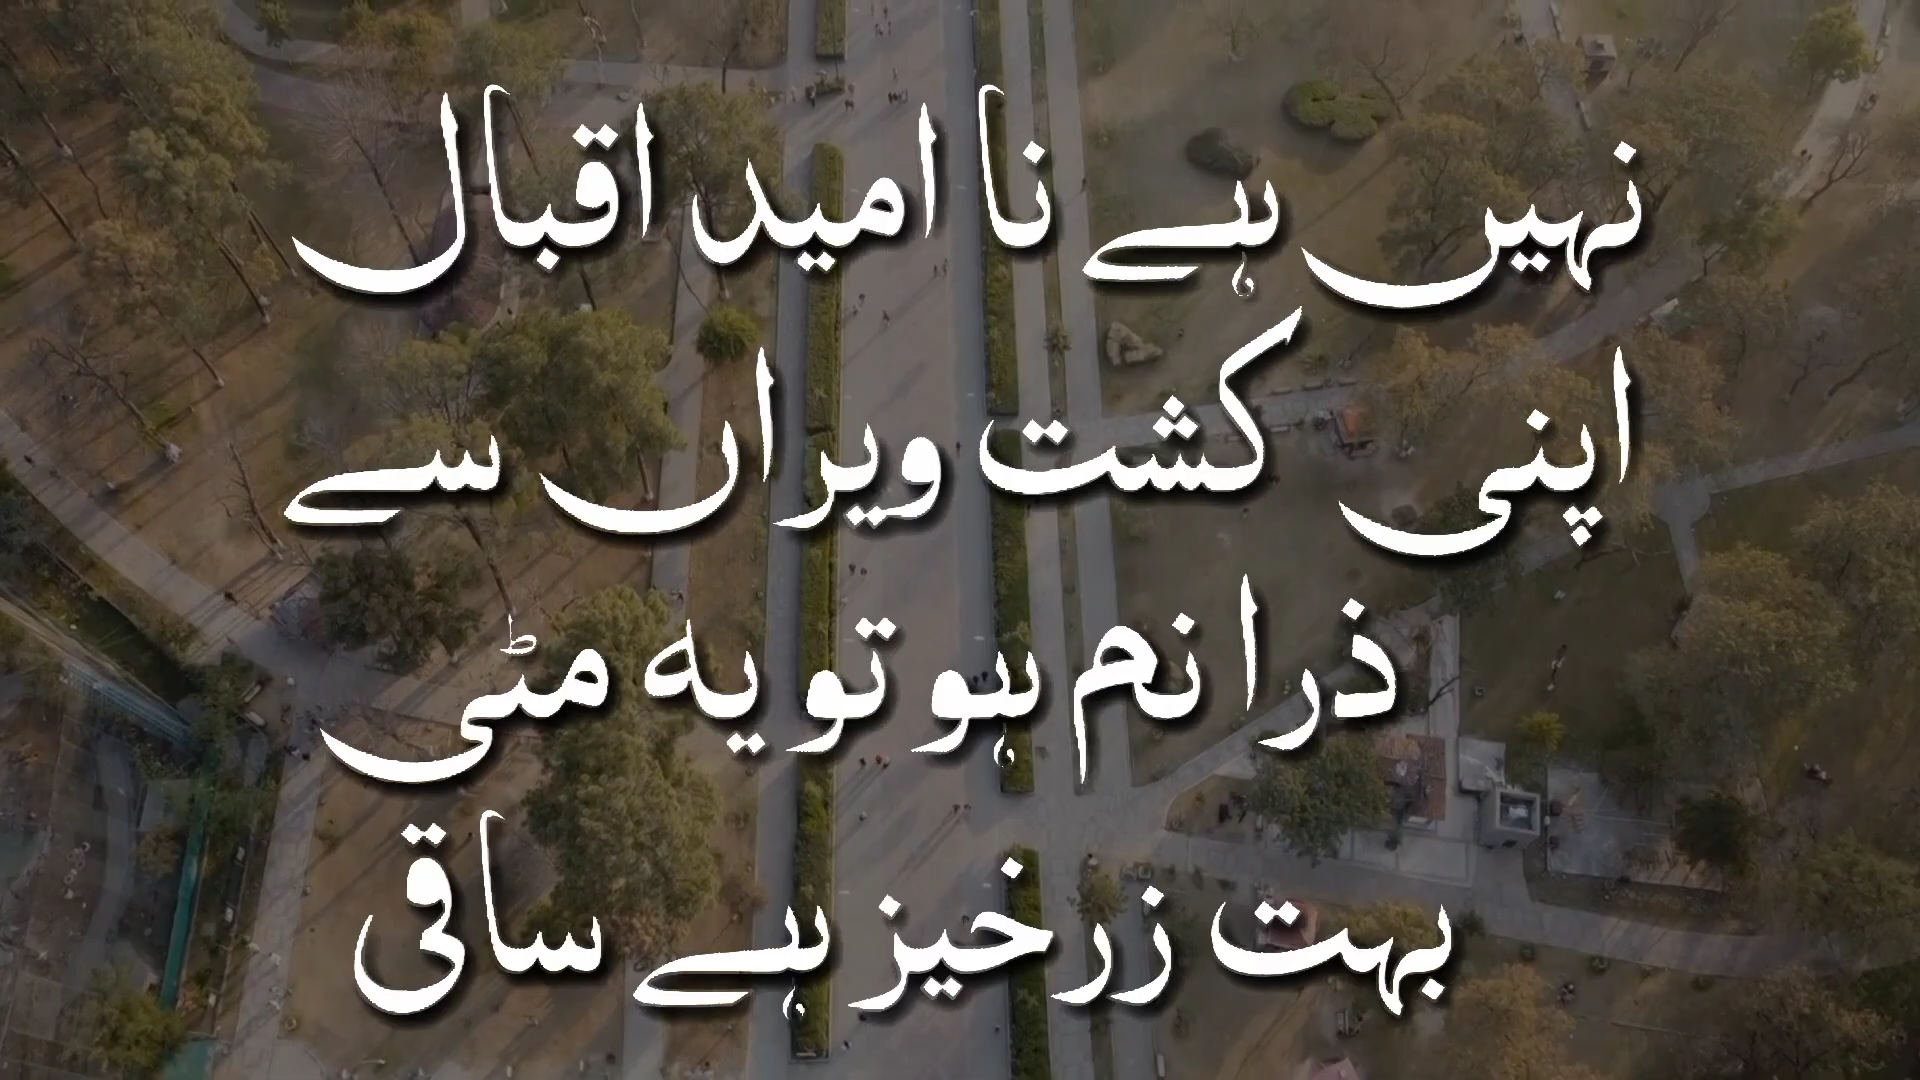 نہیں ہے نا امید اقبال
اپنی کشت ویراں سے
ذرا نم ہو تو یہ مٹی
بہت زرخیز ہے ساقی